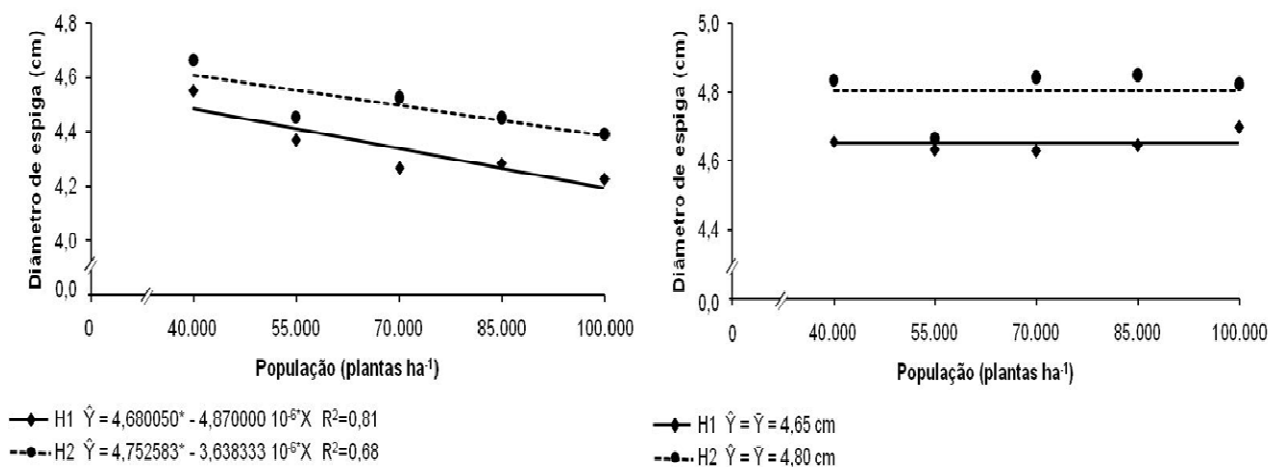 Diâmetro de espiga (cm)
4,8
4,6
4,4
4,2
4,0
0,0
0 40.000 55.000 70.000 85.000 100.000
População (plantas ha⁻¹)
H1 Ŷ = 4,680050* - 4,870000 10⁻⁶*X R²=0,81
H2 Ŷ = 4,752583* - 3,638333 10⁻⁶*X R²=0,68
Diâmetro de espiga (cm)
5,0
4,8
4,6
4,4
0,0
0 40.000 55.000 70.000 85.000 100.000
População (plantas ha⁻¹)
H1 Ŷ = Ȳ = 4,65 cm
H2 Ŷ = Ȳ = 4,80 cm